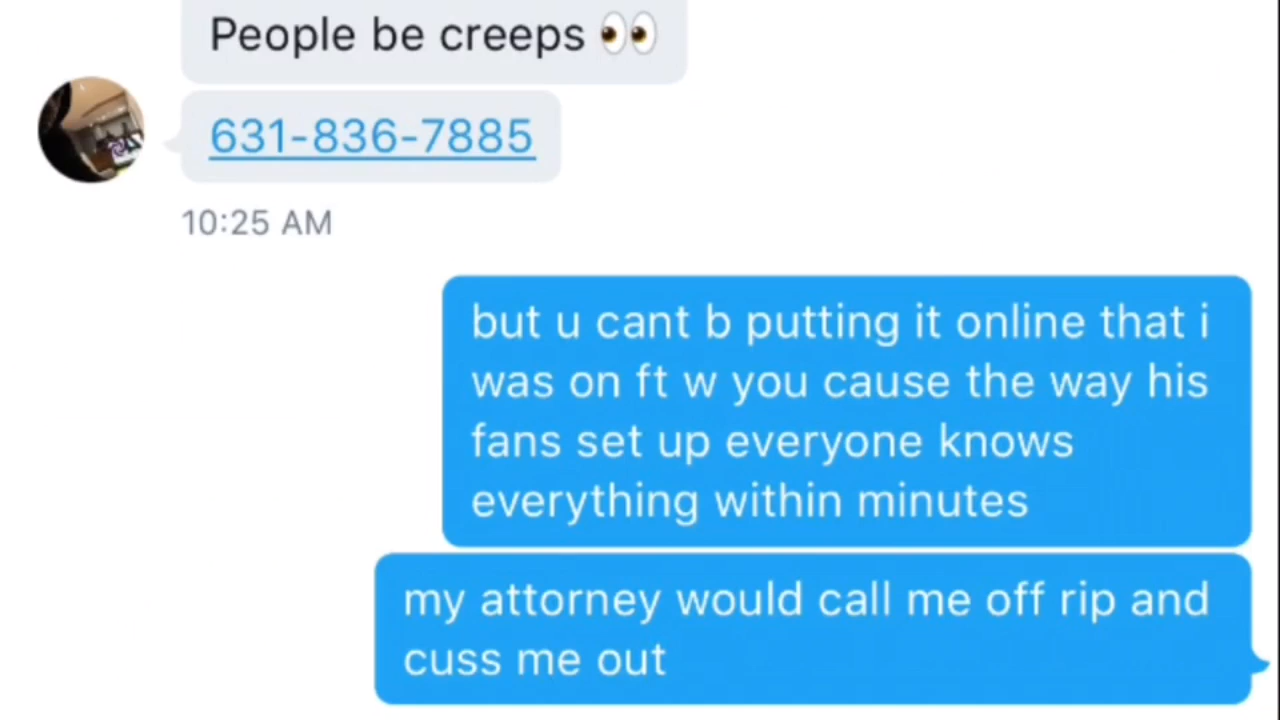 People be creeps 👀
631-836-7885
10:25 AM
but u cant b putting it online that i
was on ft w you cause the way his
fans set up everyone knows
everything within minutes
my attorney would call me off rip and
cuss me out